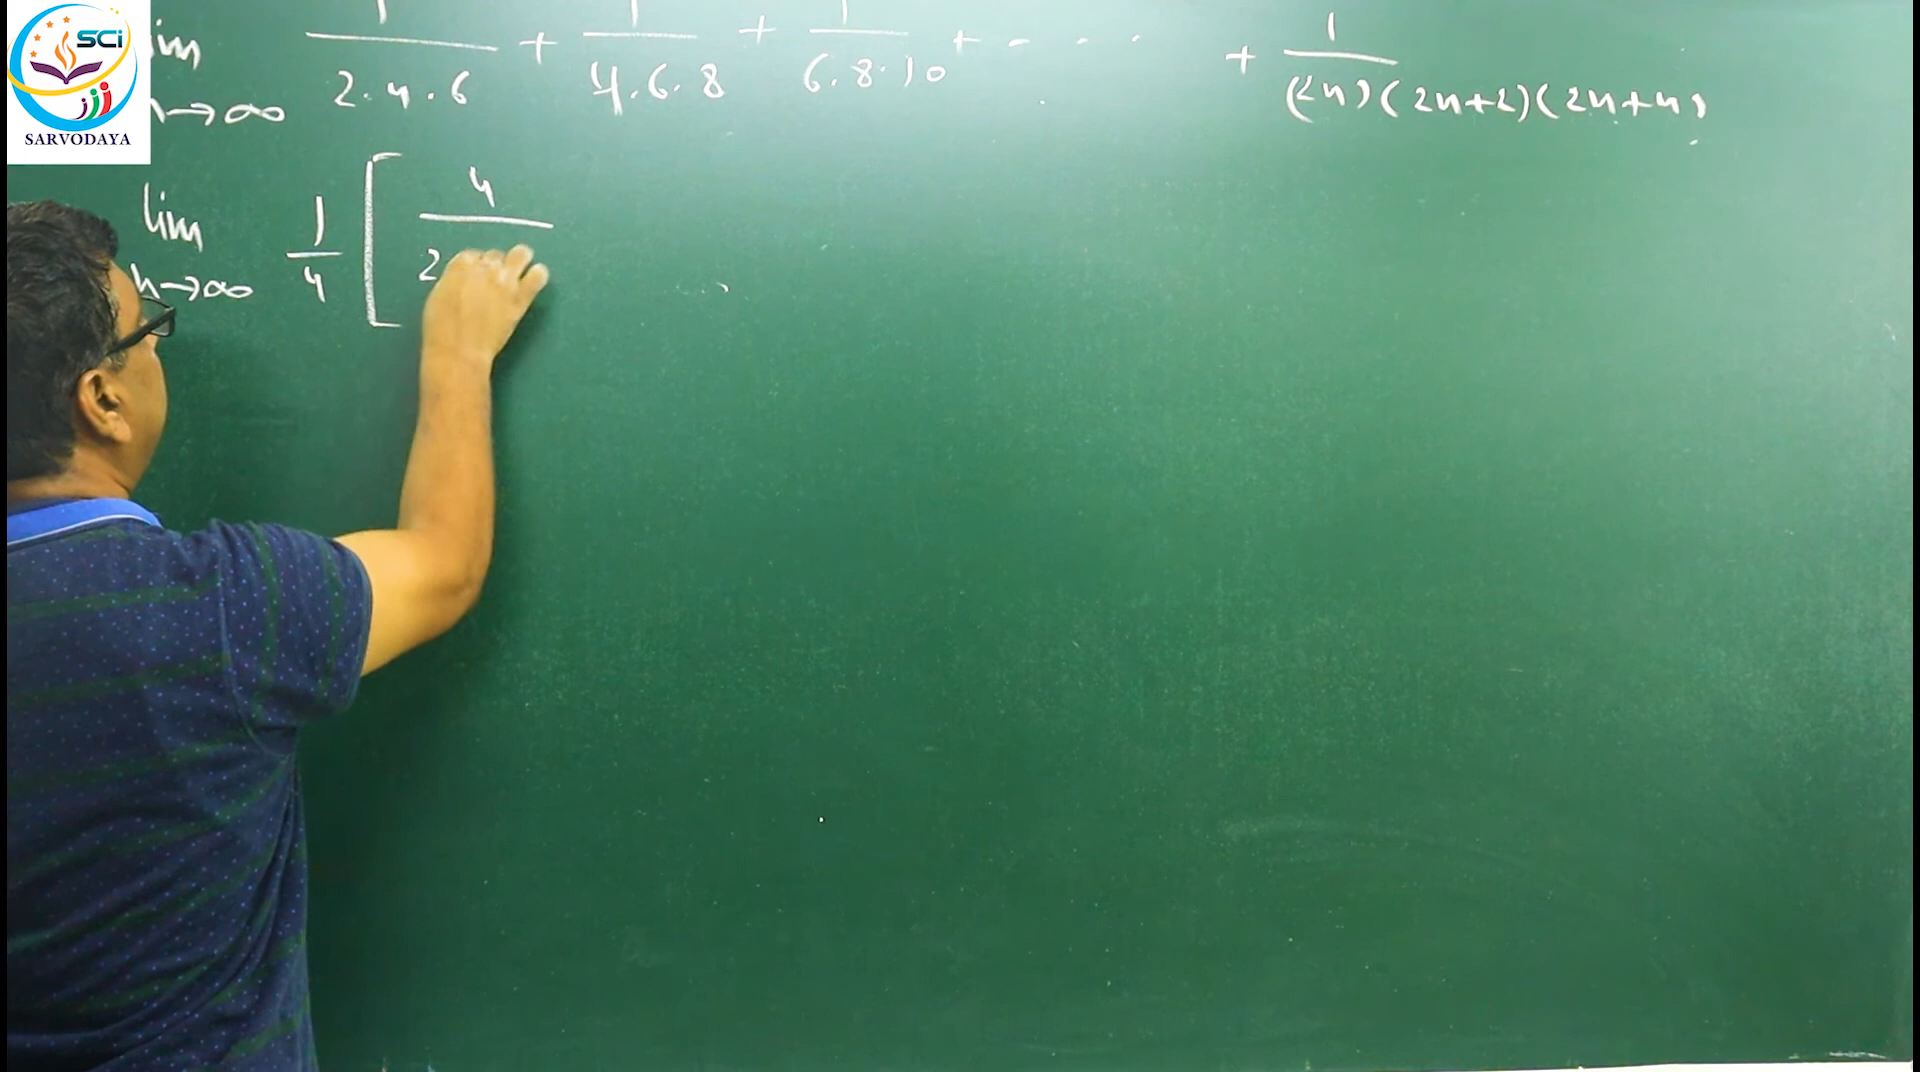 SCi
SARVODAYA
lim n→∞ 1/(2.4.6) + 1/(4.6.8) + 1/(6.8.10) + - - - + 1/((2n)(2n+2)(2n+4))
lim n→∞ 1/4 [ 4/2